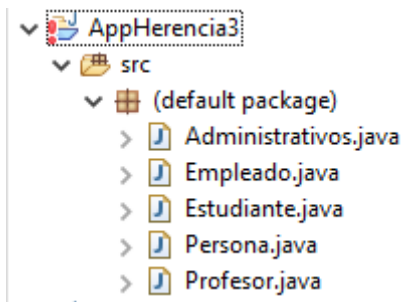 AppHerencia3
src
(default package)
Administrativos.java
Empleado.java
Estudiante.java
Persona.java
Profesor.java